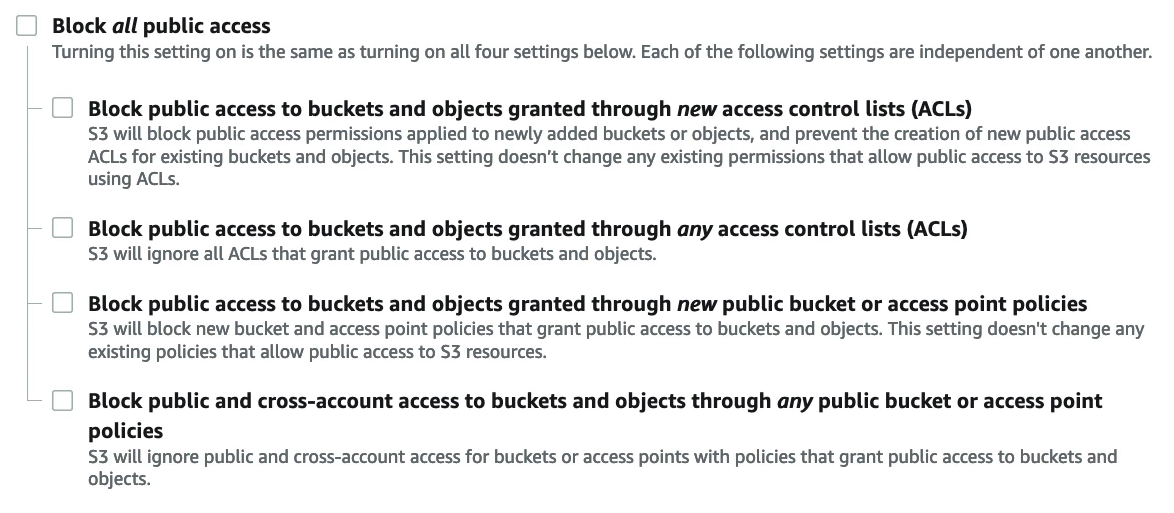 Block all public access
Turning this setting on is the same as turning on all four settings below. Each of the following settings are independent of one another.
Block public access to buckets and objects granted through new access control lists (ACLs)
S3 will block public access permissions applied to newly added buckets or objects, and prevent the creation of new public access
ACLs for existing buckets and objects. This setting doesn’t change any existing permissions that allow public access to S3 resources
using ACLs.
Block public access to buckets and objects granted through any access control lists (ACLs)
S3 will ignore all ACLs that grant public access to buckets and objects.
Block public access to buckets and objects granted through new public bucket or access point policies
S3 will block new bucket and access point policies that grant public access to buckets and objects. This setting doesn't change any
existing policies that allow public access to S3 resources.
Block public and cross-account access to buckets and objects through any public bucket or access point
policies
S3 will ignore public and cross-account access for buckets or access points with policies that grant public access to buckets and
objects.